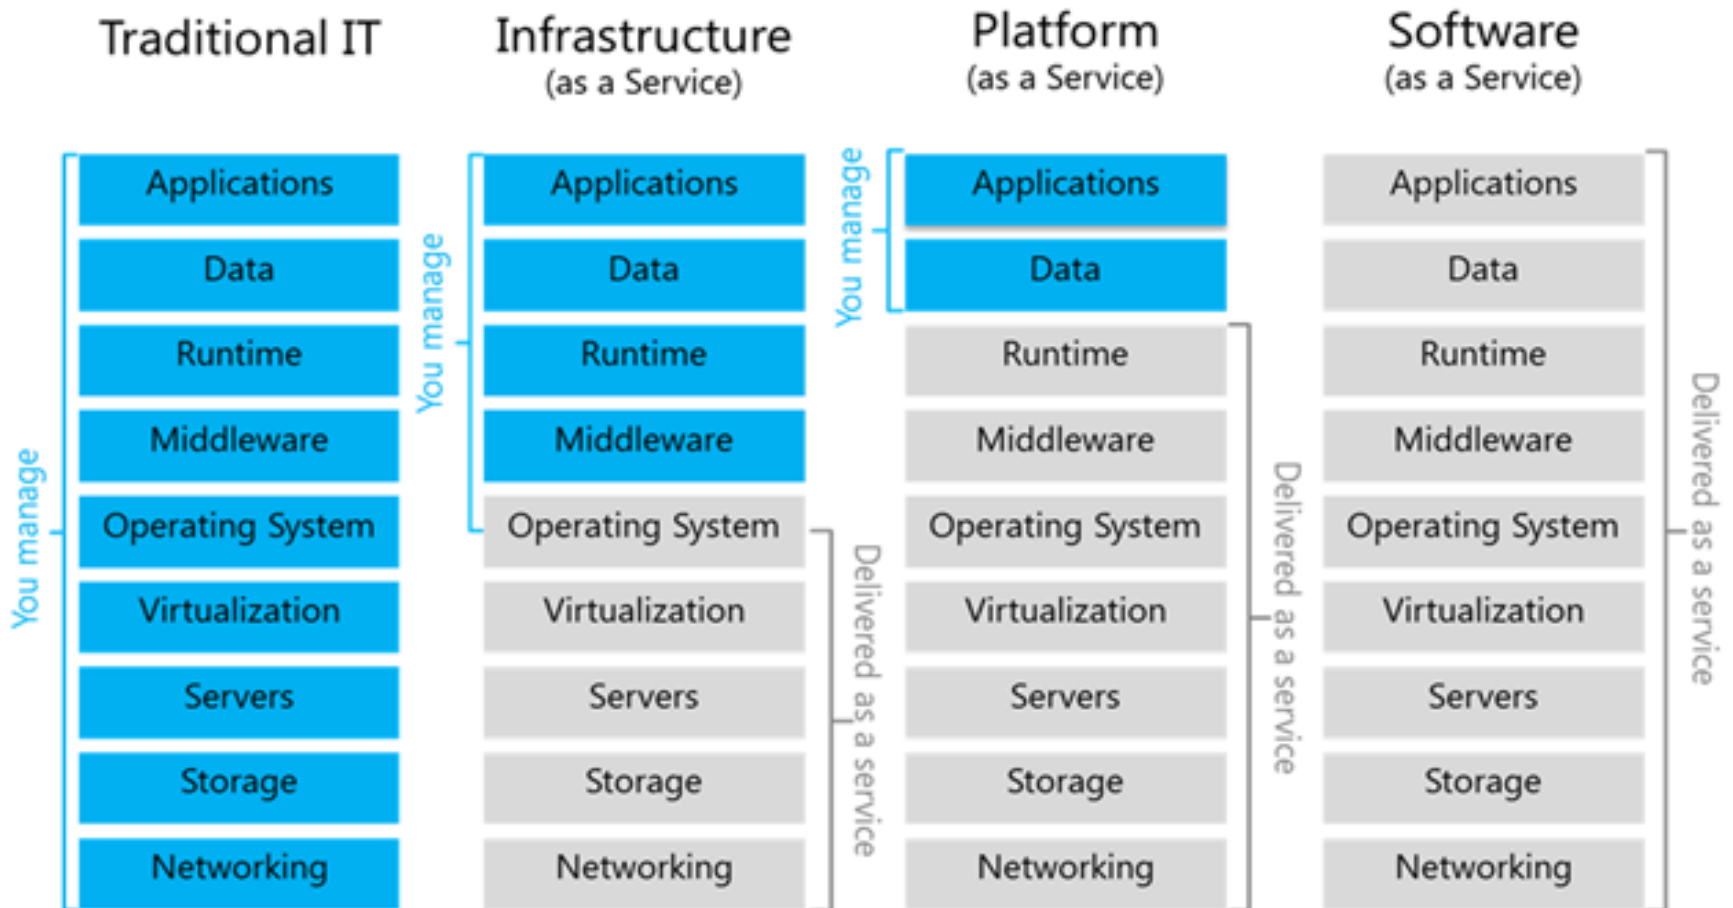 Traditional IT
Infrastructure
(as a Service)
Platform
(as a Service)
Software
(as a Service)
You manage
Applications
Data
Runtime
Middleware
Operating System
Virtualization
Servers
Storage
Networking
You manage
Applications
Data
Runtime
Middleware
Operating System
Virtualization
Servers
Storage
Networking
Delivered as a service
You manage
Applications
Data
Runtime
Middleware
Operating System
Virtualization
Servers
Storage
Networking
Delivered as a service
Applications
Data
Runtime
Middleware
Operating System
Virtualization
Servers
Storage
Networking
Delivered as a service